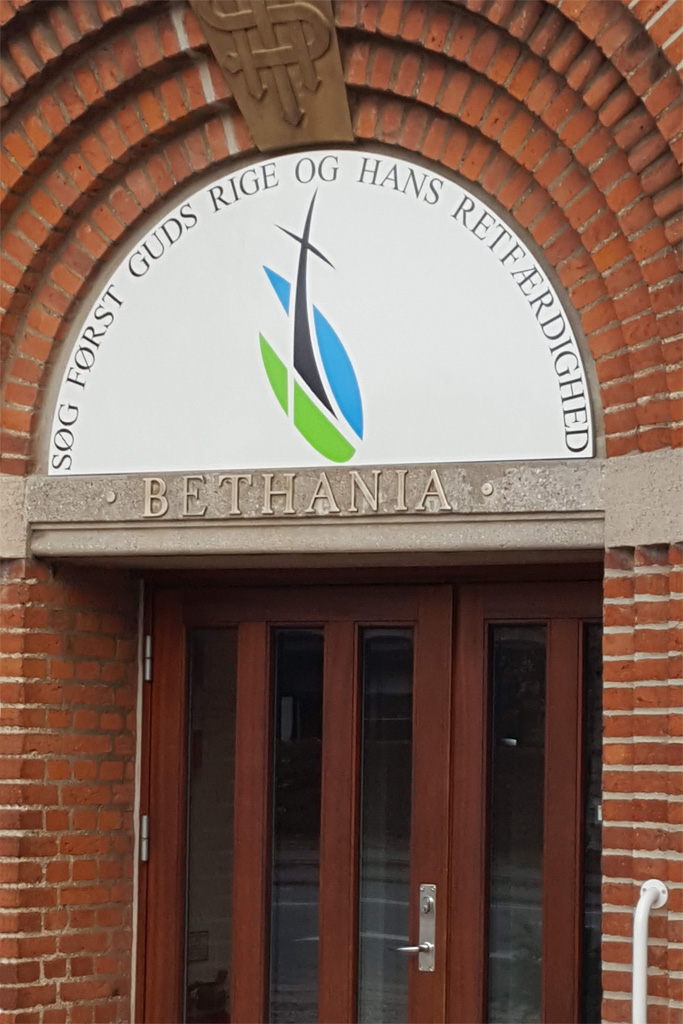 SØG FØRST GUDS RIGE OG HANS RETFÆRDIGHED
· BETHANIA ·